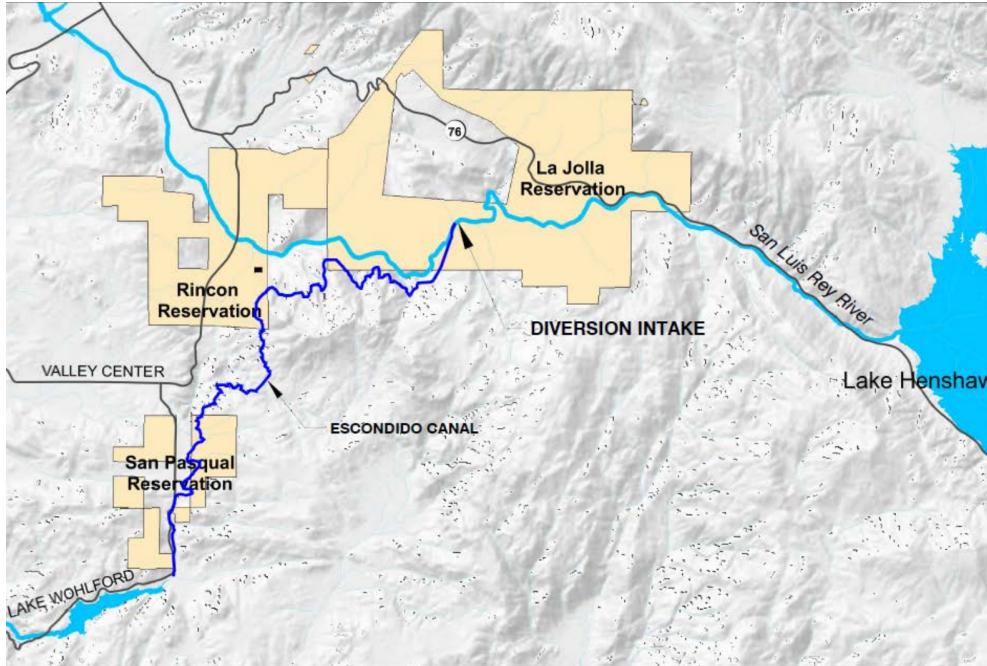 76
La Jolla
Reservation
San Luis Rey River
Rincon
Reservation
DIVERSION INTAKE
VALLEY CENTER
Lake Henshaw
ESCONDIDO CANAL
San Pasqual
Reservation
LAKE WOHLFORD